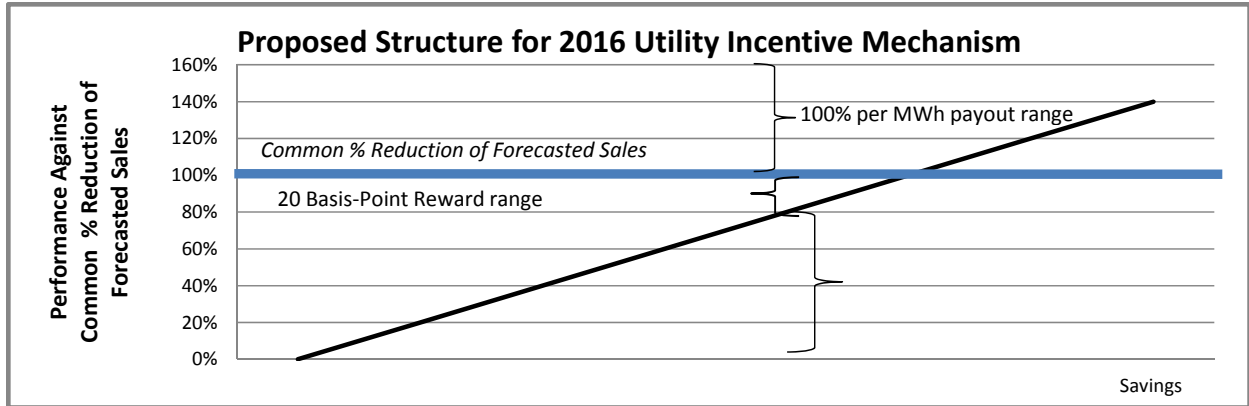 Proposed Structure for 2016 Utility Incentive Mechanism
Performance Against
Common % Reduction of
Forecasted Sales
160%
140%
120%
100%
80%
60%
40%
20%
0%
100% per MWh payout range
Common % Reduction of Forecasted Sales
20 Basis-Point Reward range
Savings